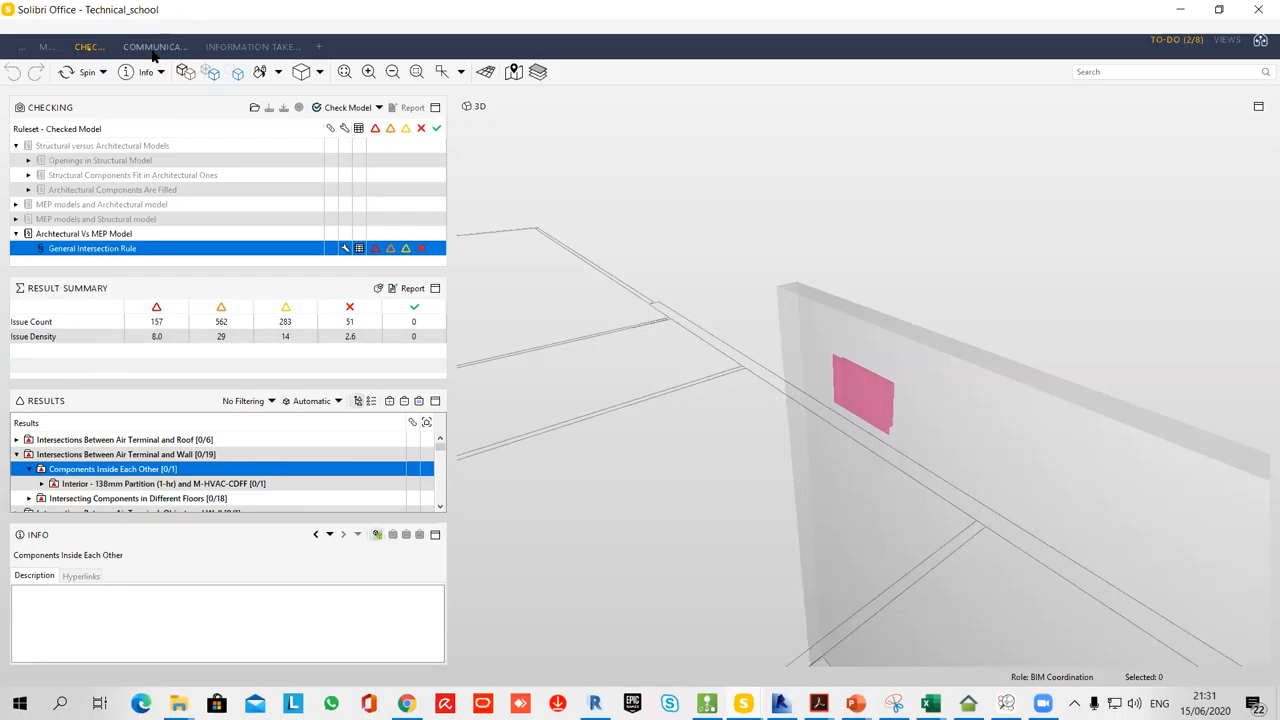 Solibri Office - Technical_school
... M... CHEC... COMMUNICA... INFORMATION TAKE... +
TO-DO (2/8) VIEWS
Spin Info Search
CHECKING Check Model Report
Ruleset - Checked Model
Structural versus Architectural Models
Openings in Structural Model
Structural Components Fit in Architectural Ones
Architectural Components Are Filled
MEP models and Architectural model
MEP models and Structural model
Archtectural Vs MEP Model
§ General Intersection Rule
RESULT SUMMARY Report
Issue Count 157 562 283 51 0
Issue Density 8.0 29 14 2.6 0
RESULTS No Filtering Automatic
Results
Intersections Between Air Terminal and Roof [0/6]
Intersections Between Air Terminal and Wall [0/19]
Components Inside Each Other [0/1]
Interior - 138mm Partition (1-hr) and M-HVAC-CDFF [0/1]
Intersecting Components in Different Floors [0/18]
INFO
Components Inside Each Other
Description Hyperlinks
3D
Role: BIM Coordination Selected: 0
ENG 21:31
15/06/2020 22